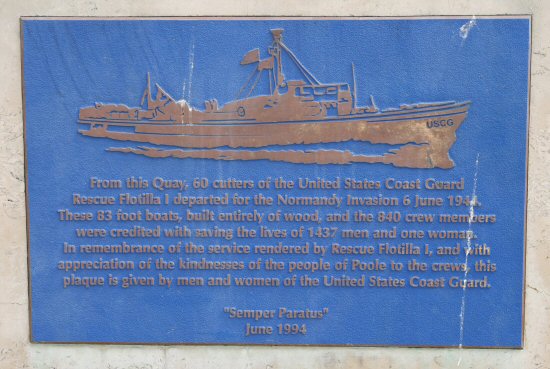 USCG
From this Quay, 60 cutters of the United States Coast Guard
Rescue Flotilla I departed for the Normandy Invasion 6 June 1944.
These 83 foot boats, built entirely of wood, and the 840 crew members
were credited with saving the lives of 1437 men and one woman.
In remembrance of the service rendered by Rescue Flotilla I, and with
appreciation of the kindnesses of the people of Poole to the crews, this
plaque is given by men and women of the United States Coast Guard.
"Semper Paratus"
June 1994